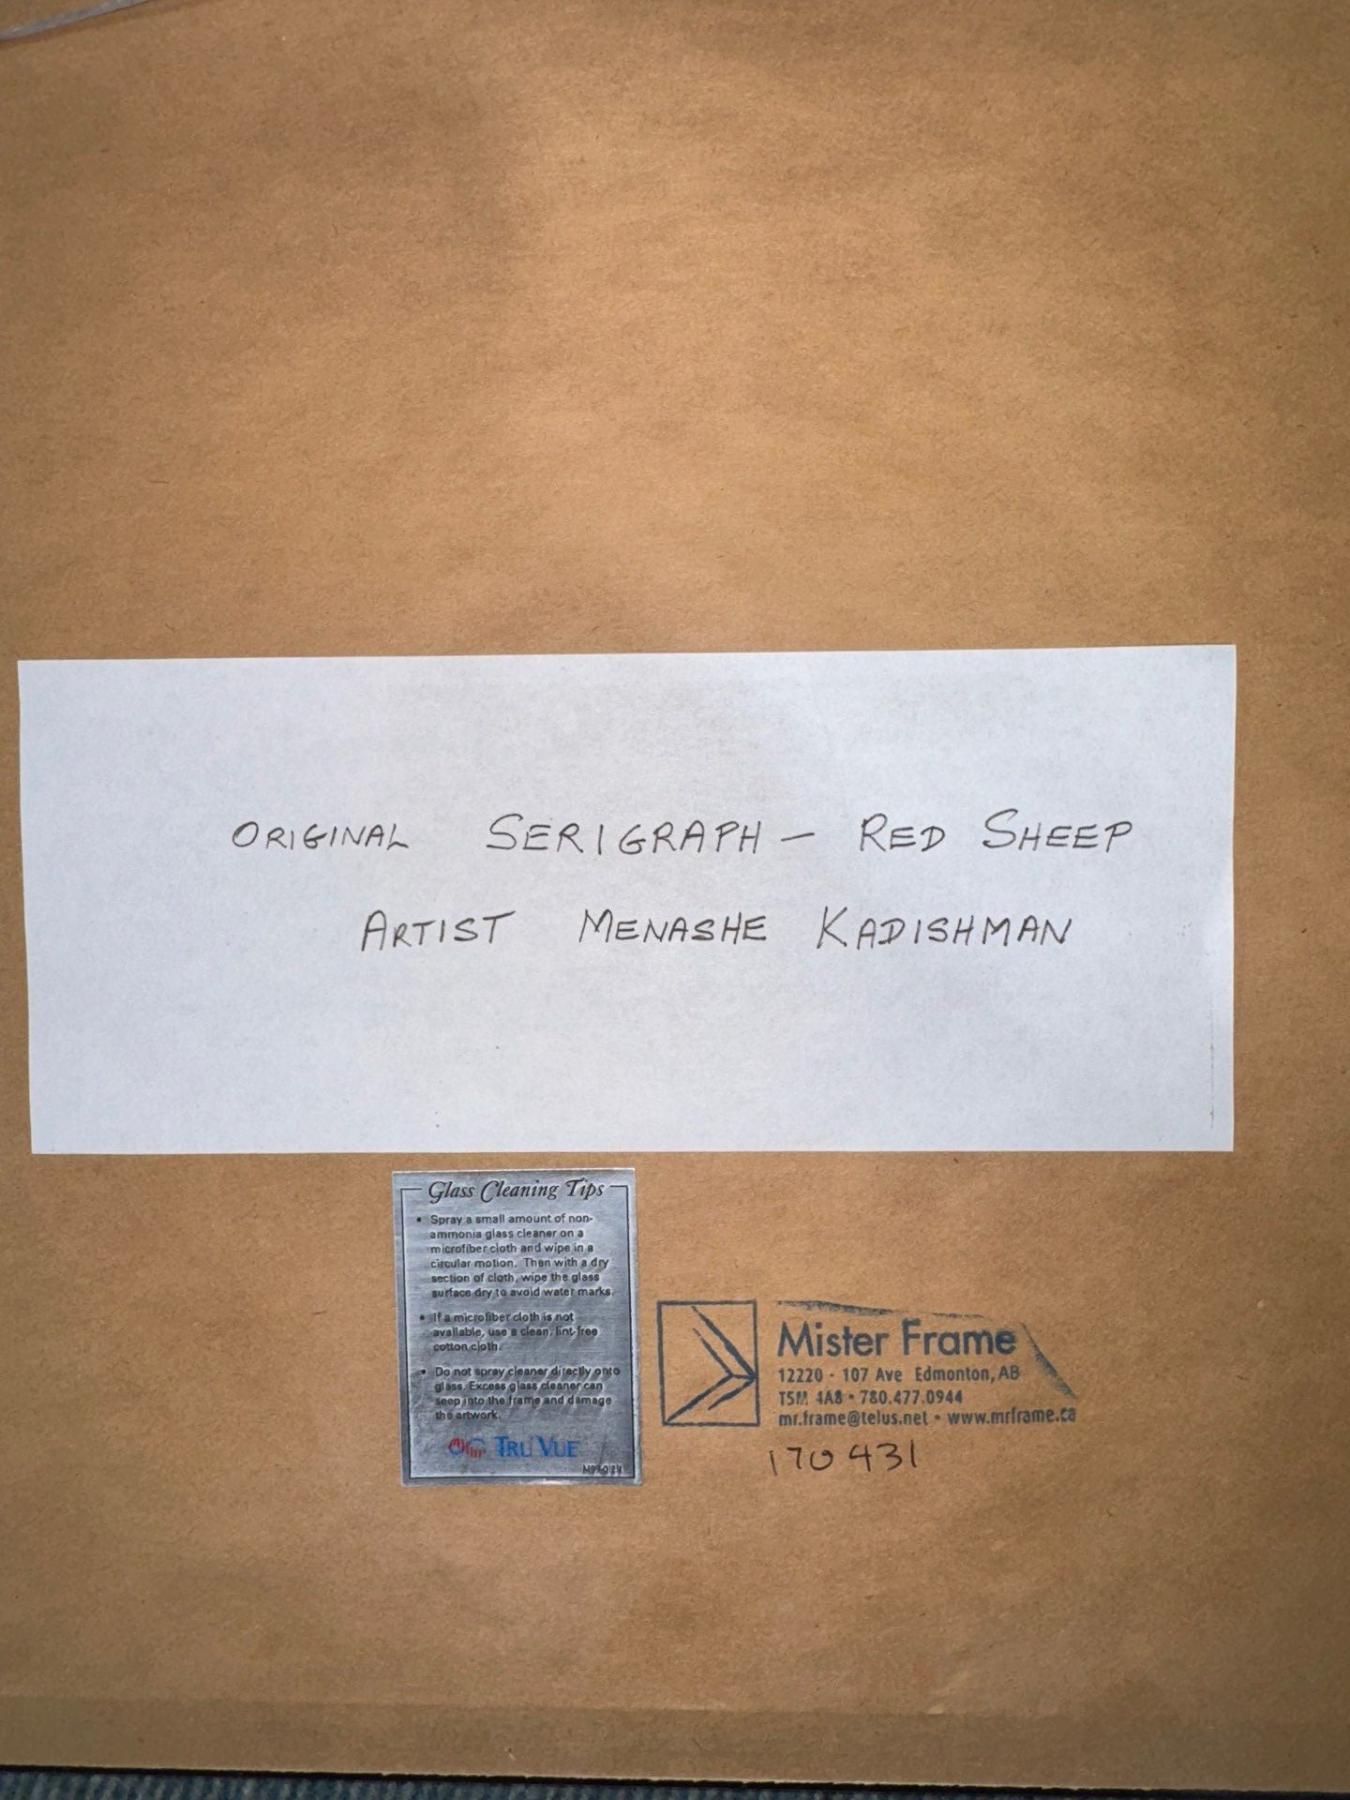 ORIGINAL SERIGRAPH – RED SHEEP
ARTIST MENASHE KADISHMAN
Glass Cleaning Tips
• Spray a small amount of non-
ammonia glass cleaner on a
microfiber cloth and wipe in a
circular motion. Then with a dry
section of cloth, wipe the glass
surface dry to avoid water marks.
• If a microfiber cloth is not
available, use a clean, lint-free
cotton cloth.
• Do not spray cleaner directly onto
glass. Excess glass cleaner can
seep into the frame and damage
the artwork.
TRU VUE
Mister Frame
12220 - 107 Ave Edmonton, AB
T5M 4A8 • 780.477.0944
mr.frame@telus.net • www.mrframe.ca
170431